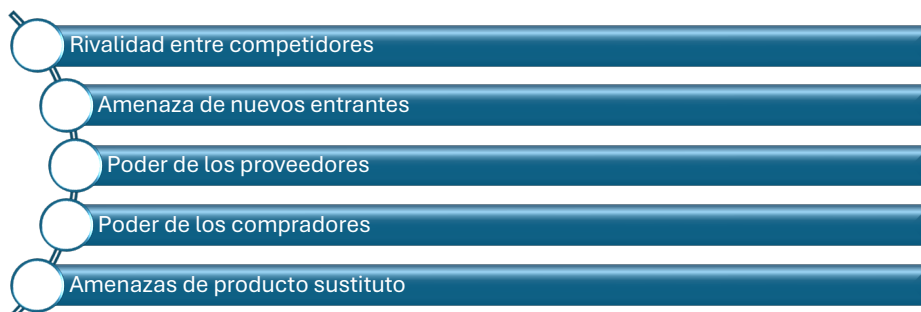 Rivalidad entre competidores
Amenaza de nuevos entrantes
Poder de los proveedores
Poder de los compradores
Amenazas de producto sustituto